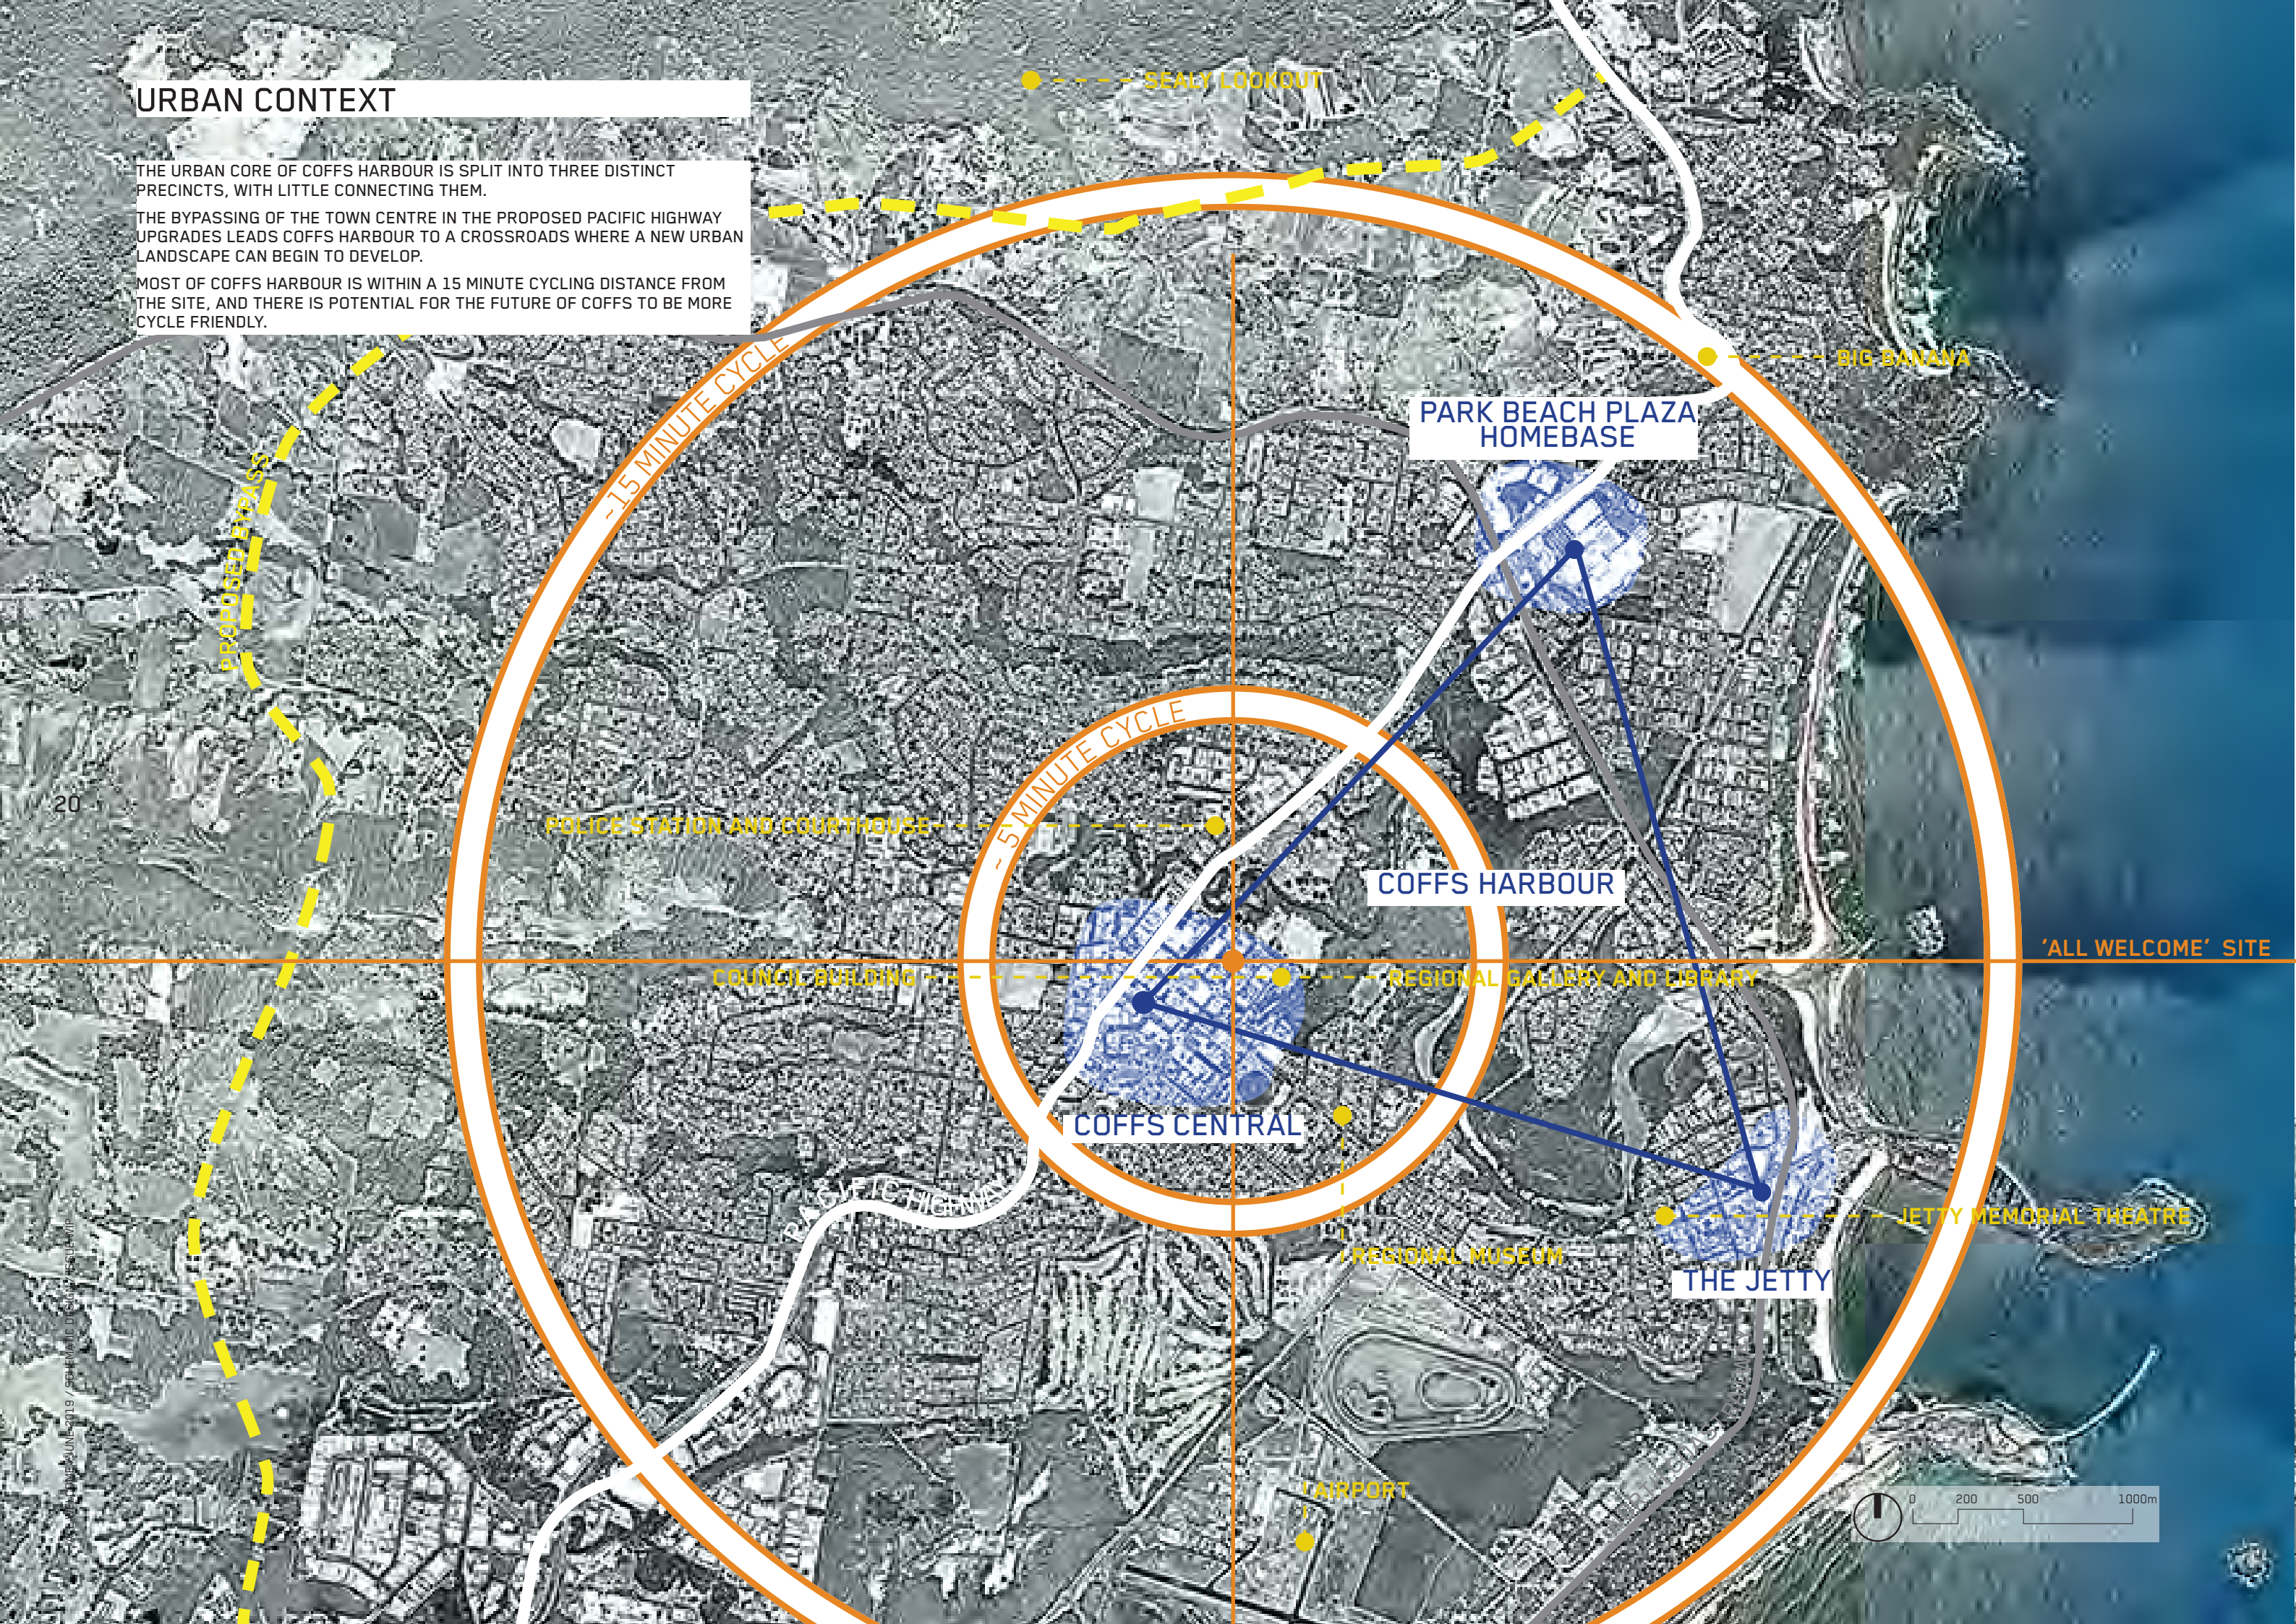 URBAN CONTEXT
THE URBAN CORE OF COFFS HARBOUR IS SPLIT INTO THREE DISTINCT
PRECINCTS, WITH LITTLE CONNECTING THEM.
THE BYPASSING OF THE TOWN CENTRE IN THE PROPOSED PACIFIC HIGHWAY
UPGRADES LEADS COFFS HARBOUR TO A CROSSROADS WHERE A NEW URBAN
LANDSCAPE CAN BEGIN TO DEVELOP.
MOST OF COFFS HARBOUR IS WITHIN A 15 MINUTE CYCLING DISTANCE FROM
THE SITE, AND THERE IS POTENTIAL FOR THE FUTURE OF COFFS TO BE MORE
CYCLE FRIENDLY.
SEALY LOOKOUT
BIG BANANA
~15 MINUTE CYCLE
PARK BEACH PLAZA
HOMEBASE
PROPOSED BYPASS
~ 5 MINUTE CYCLE
20
POLICE STATION AND COURTHOUSE
COFFS HARBOUR
'ALL WELCOME' SITE
COUNCIL BUILDING
REGIONAL GALLERY AND LIBRARY
COFFS CENTRAL
PACIFIC HIGHWAY
JETTY MEMORIAL THEATRE
REGIONAL MUSEUM
THE JETTY
AIRPORT
0 200 500 1000m